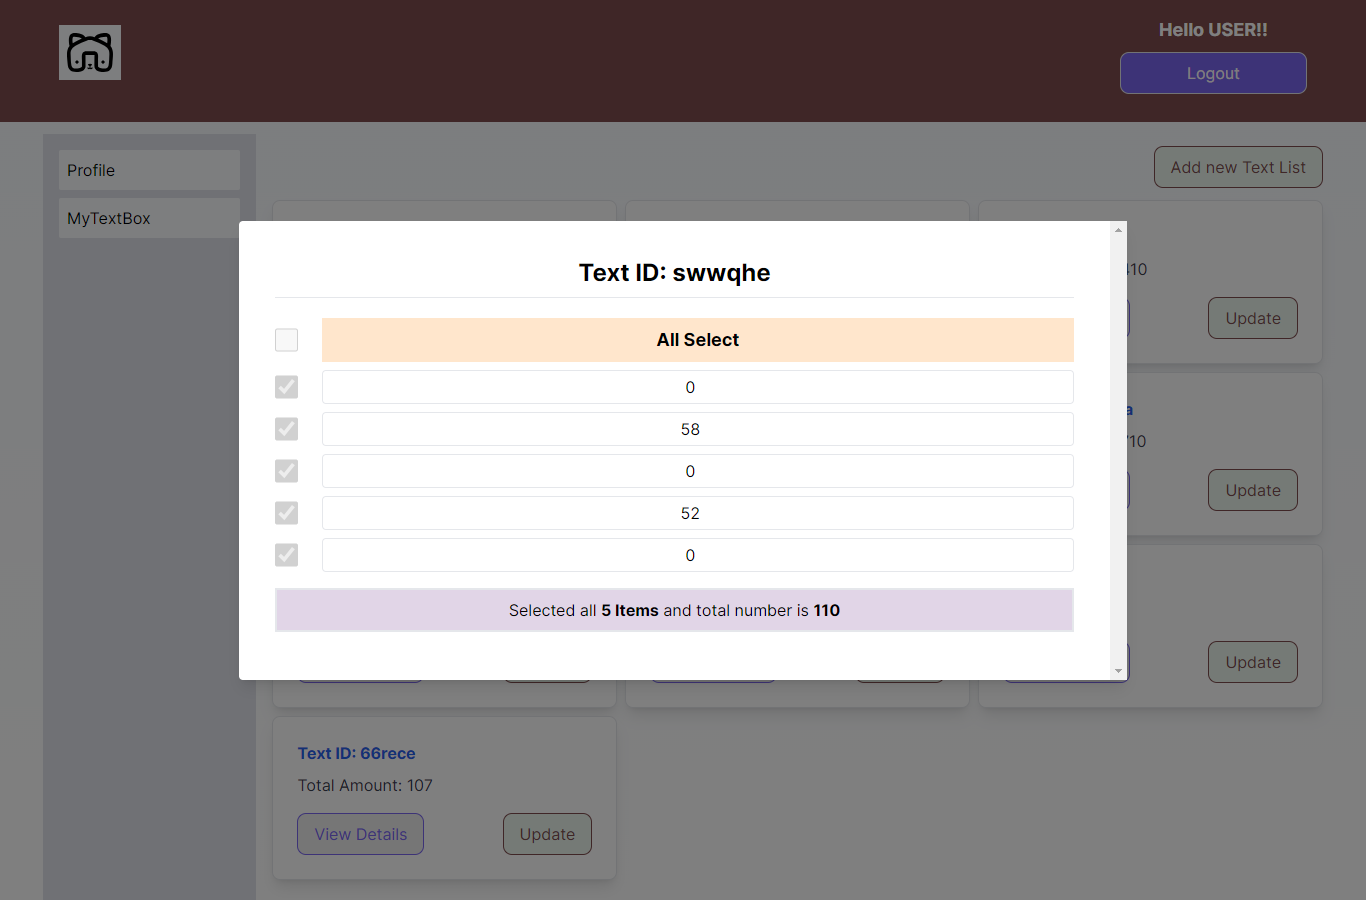 Hello USER!!
Logout
Profile
MyTextBox
Add new Text List
Text ID: swwqhe
All Select
0
58
0
52
0
Selected all 5 Items and total number is 110
10
Update
a
10
Update
Update
Text ID: 66rece
Total Amount: 107
View Details
Update